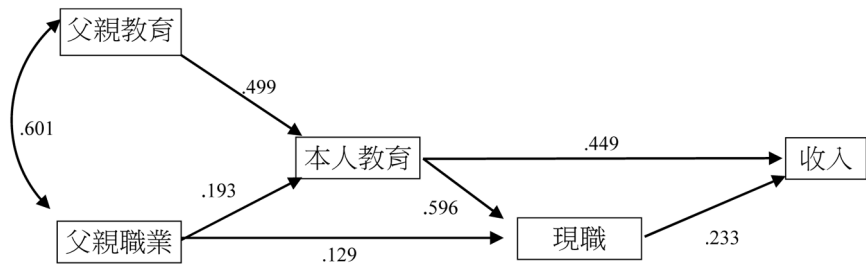 父親教育
.499
.601
本人教育
.449
收入
.193
.596
父親職業
.129
現職
.233